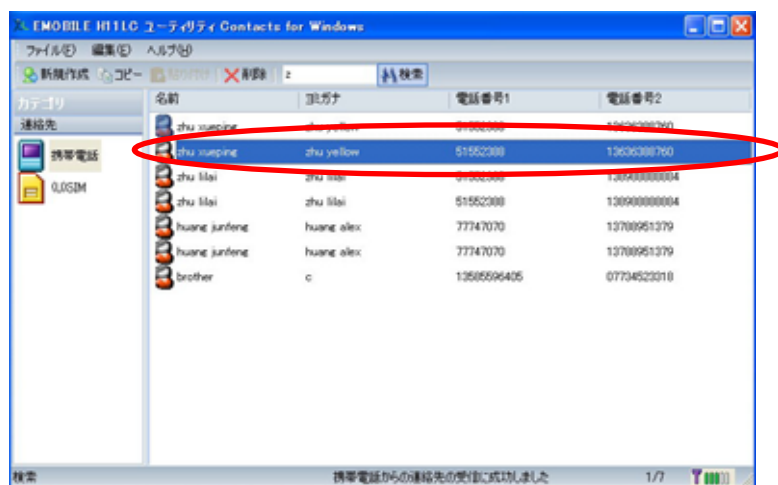 EMOBILE H11LC ユーティリティ Contacts for Windows
ファイル(F) 編集(E) ヘルプ(H)
新規作成 コピー 貼り付け 削除 z 検索
カテゴリ 名前 ヨミガナ 電話番号1 電話番号2
連絡先
携帯電話
0,0SIM
zhu xueping zhu yellow 51552388 13636388760
zhu xueping zhu yellow 51552388 13636388760
zhu lilai zhu lilai
zhu lilai zhu lilai 51552388
huang junfeng huang alex 77747070 13788951379
huang junfeng huang alex 77747070 13788951379
brother c 13585596405 07734523318
検索 携帯電話からの連絡先の受信に成功しました 1/7